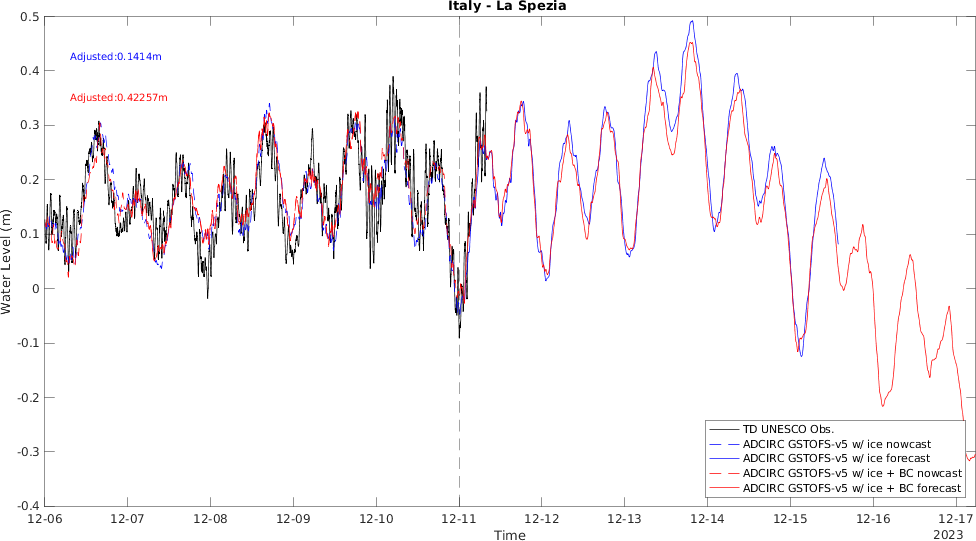 Italy - La Spezia
0.5
Adjusted:0.1414m
0.4
Adjusted:0.42257m
0.3
0.2
0.1
0
-0.1
-0.2
-0.3
-0.4
Water Level (m)
TD UNESCO Obs.
ADCIRC GSTOFS-v5 w/ ice nowcast
ADCIRC GSTOFS-v5 w/ ice forecast
ADCIRC GSTOFS-v5 w/ ice + BC nowcast
ADCIRC GSTOFS-v5 w/ ice + BC forecast
12-06 12-07 12-08 12-09 12-10 12-11 12-12 12-13 12-14 12-15 12-16 12-17
2023
Time